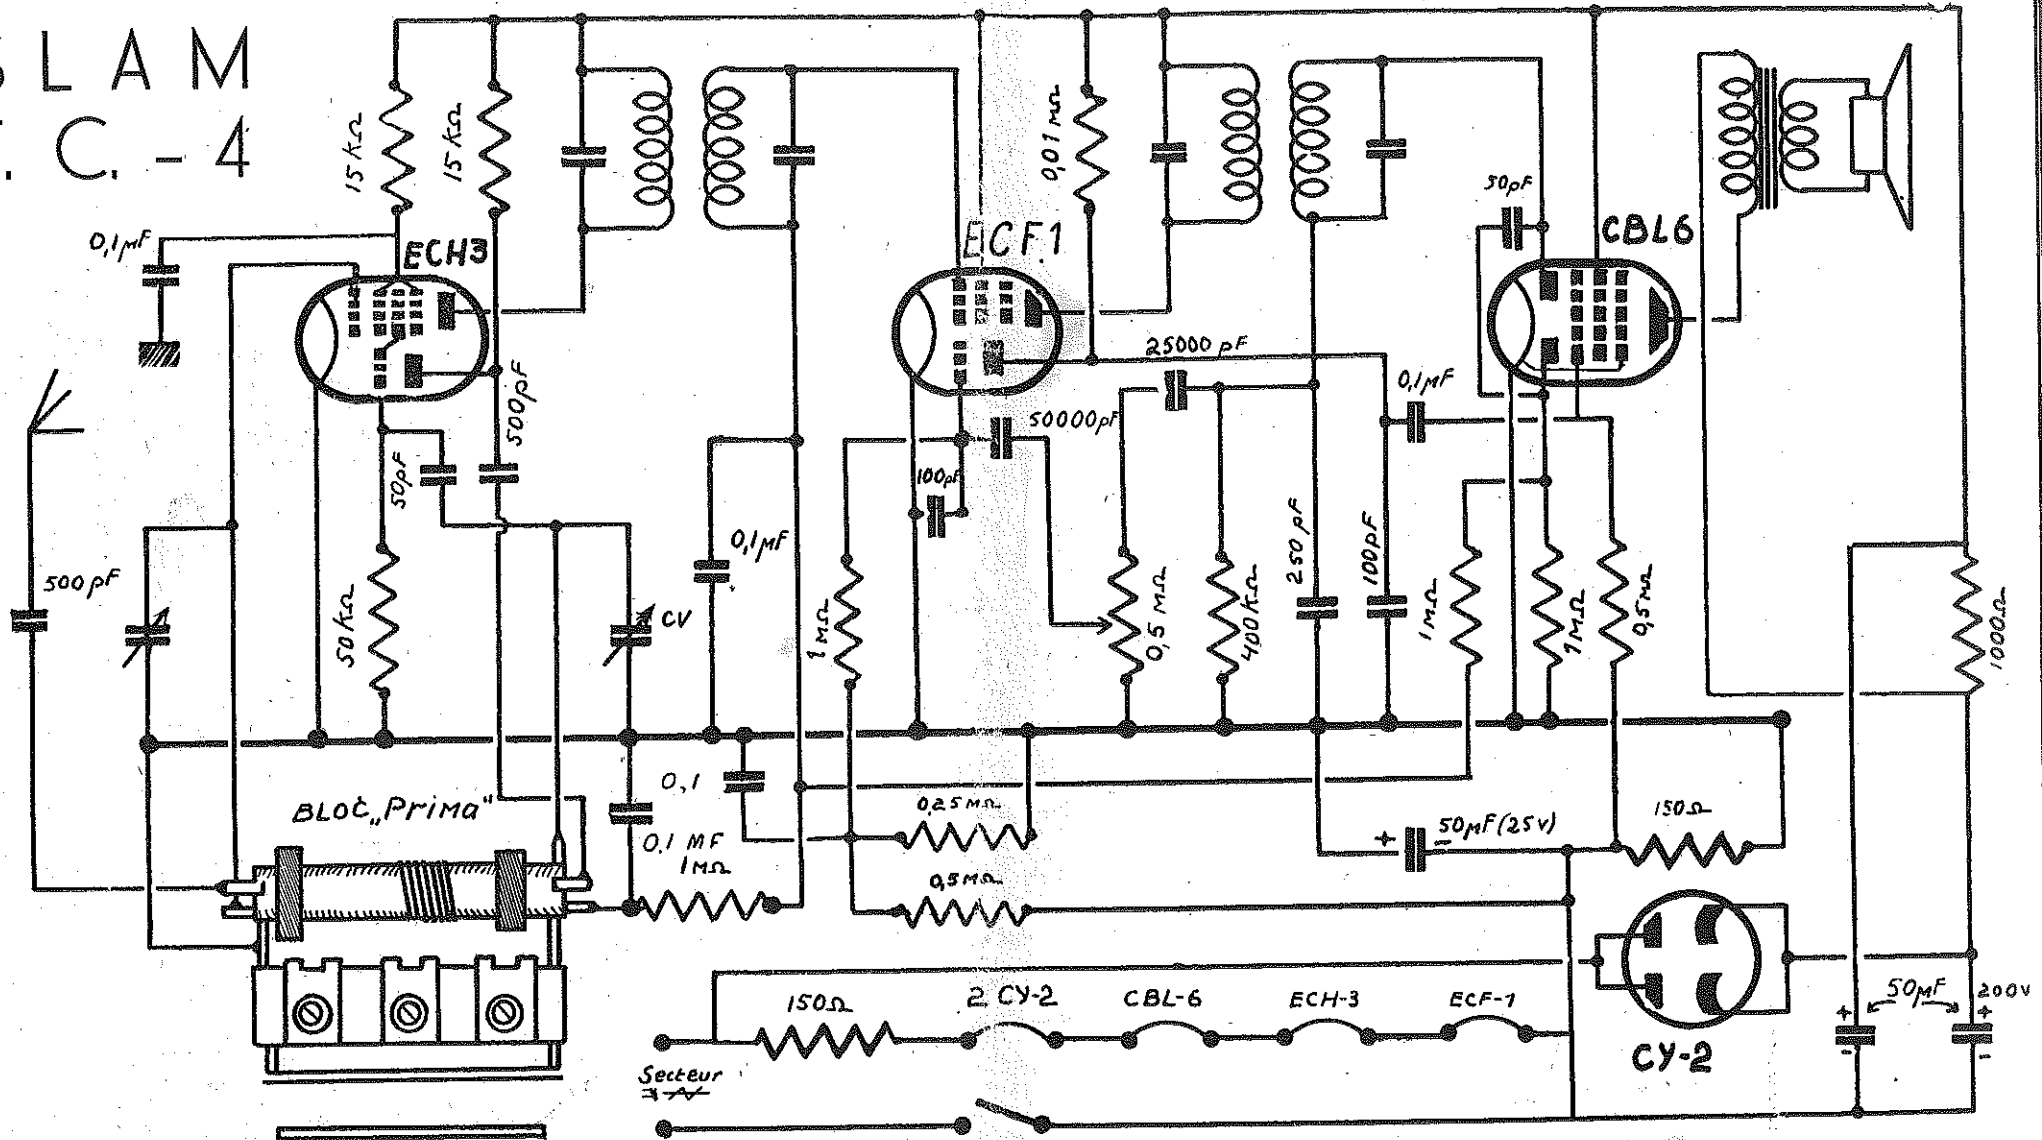 SLAM
. C. - 4
15 kΩ
15 kΩ
0,1 µF
ECH3
ECF.1
0,01 MΩ
50 pF
CBL6
25000 pF
0,1 µF
500 pF
50 pF
50000 pF
100 pF
500 pF
50 kΩ
CV
0,1 µF
1 MΩ
0,5 MΩ
400 kΩ
250 pF
100 pF
1 MΩ
1 MΩ
0,5 MΩ
1000 Ω
BLOC „Prima"
0,1
0,1 MF
1 MΩ
0,25 MΩ
0,5 MΩ
+ 50 µF (25v) -
150 Ω
150 Ω
2 CY-2
CBL-6
ECH-3
ECF-1
CY-2
50 µF
200v
+ +
- -
Secteur